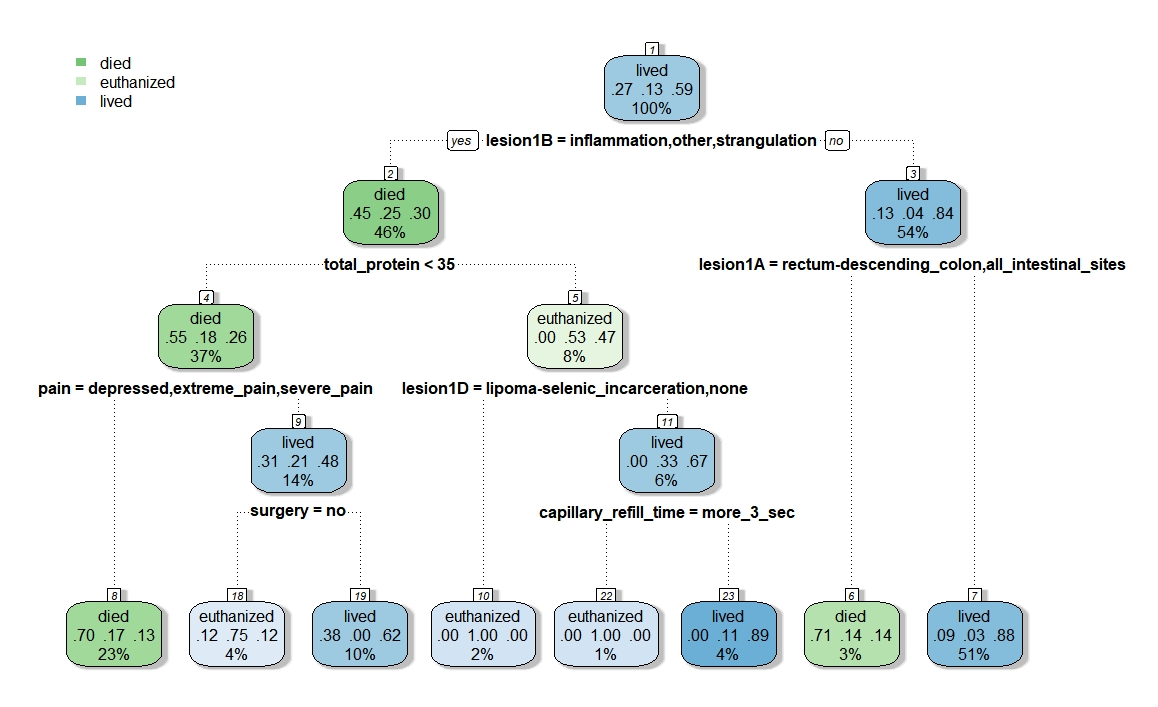 1
died
euthanized
lived
lived
.27 .13 .59
100%
yes lesion1B = inflammation,other,strangulation no
2
died
.45 .25 .30
46%
3
lived
.13 .04 .84
54%
total_protein < 35
lesion1A = rectum-descending_colon,all_intestinal_sites
4
died
.55 .18 .26
37%
5
euthanized
.00 .53 .47
8%
pain = depressed,extreme_pain,severe_pain
lesion1D = lipoma-selenic_incarceration,none
9
lived
.31 .21 .48
14%
11
lived
.00 .33 .67
6%
surgery = no
capillary_refill_time = more_3_sec
8
died
.70 .17 .13
23%
18
euthanized
.12 .75 .12
4%
19
lived
.38 .00 .62
10%
10
euthanized
.00 1.00 .00
2%
22
euthanized
.00 1.00 .00
1%
23
lived
.00 .11 .89
4%
6
died
.71 .14 .14
3%
7
lived
.09 .03 .88
51%